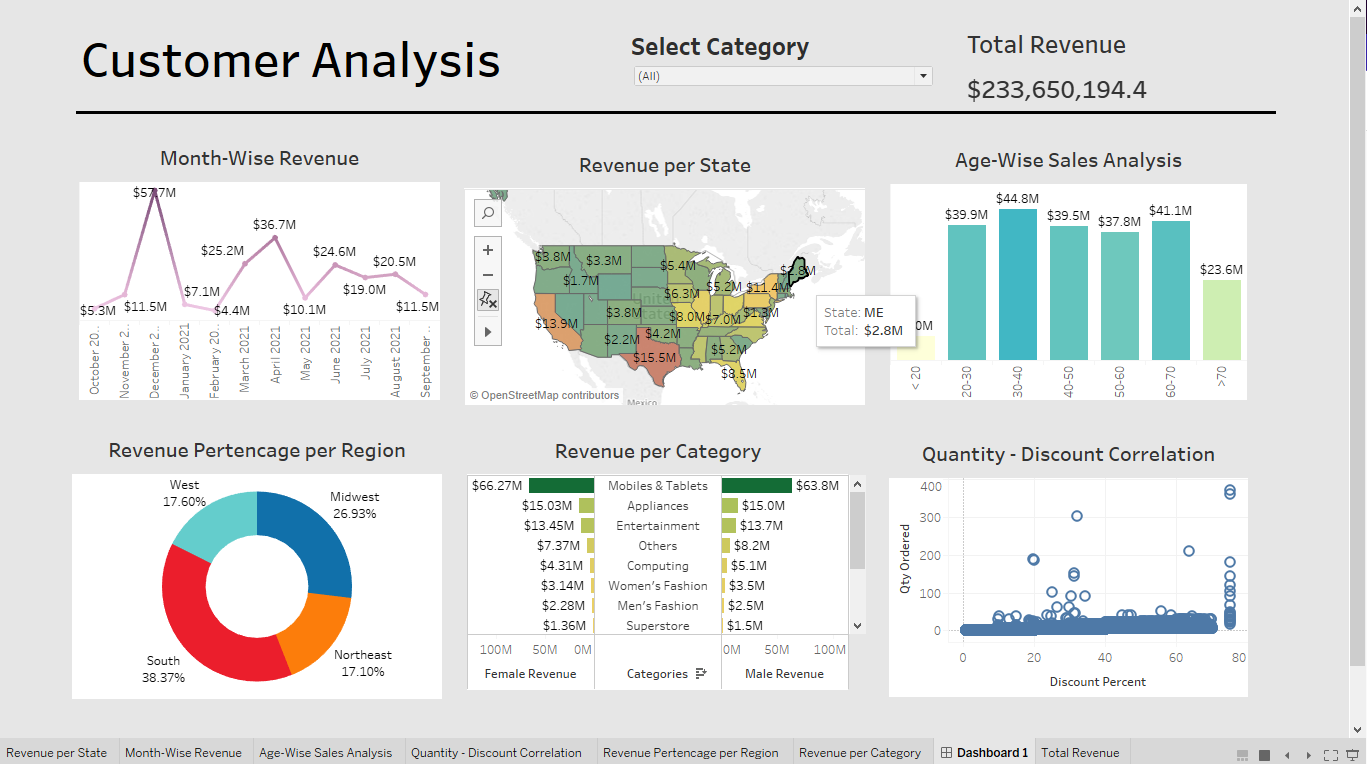 Customer Analysis
Select Category
(All)
Total Revenue
$233,650,194.4
Month-Wise Revenue
$57.7M
$36.7M
$25.2M
$24.6M
$20.5M
$19.0M
$7.1M
$5.3M
$11.5M
$4.4M
$10.1M
$11.5M
October 20..
November 2..
December 2..
January 2021
February 20..
March 2021
April 2021
May 2021
June 2021
July 2021
August 2021
September ..
Revenue per State
$3.8M
$3.3M
$5.4M
$2.8M
$1.7M
$6.3M
$5.2M
$11.4M
United
States
$13.9M
$3.8M
$8.0M
$7.0M
$1.3M
$2.2M
$4.2M
$5.2M
$15.5M
$8.5M
© OpenStreetMap contributors
Mexico
State: ME
Total: $2.8M
Age-Wise Sales Analysis
0M
$39.9M
$44.8M
$39.5M
$37.8M
$41.1M
$23.6M
< 20
20-30
30-40
40-50
50-60
60-70
>70
Revenue Pertencage per Region
West
17.60%
Midwest
26.93%
South
38.37%
Northeast
17.10%
Revenue per Category
$66.27M Mobiles & Tablets $63.8M
$15.03M Appliances $15.0M
$13.45M Entertainment $13.7M
$7.37M Others $8.2M
$4.31M Computing $5.1M
$3.14M Women's Fashion $3.5M
$2.28M Men's Fashion $2.5M
$1.36M Superstore $1.5M
100M 50M 0M 0M 50M 100M
Female Revenue Categories Male Revenue
Quantity - Discount Correlation
Qty Ordered
400
300
200
100
0
0 20 40 60 80
Discount Percent
Revenue per State Month-Wise Revenue Age-Wise Sales Analysis Quantity - Discount Correlation Revenue Pertencage per Region Revenue per Category Dashboard 1 Total Revenue